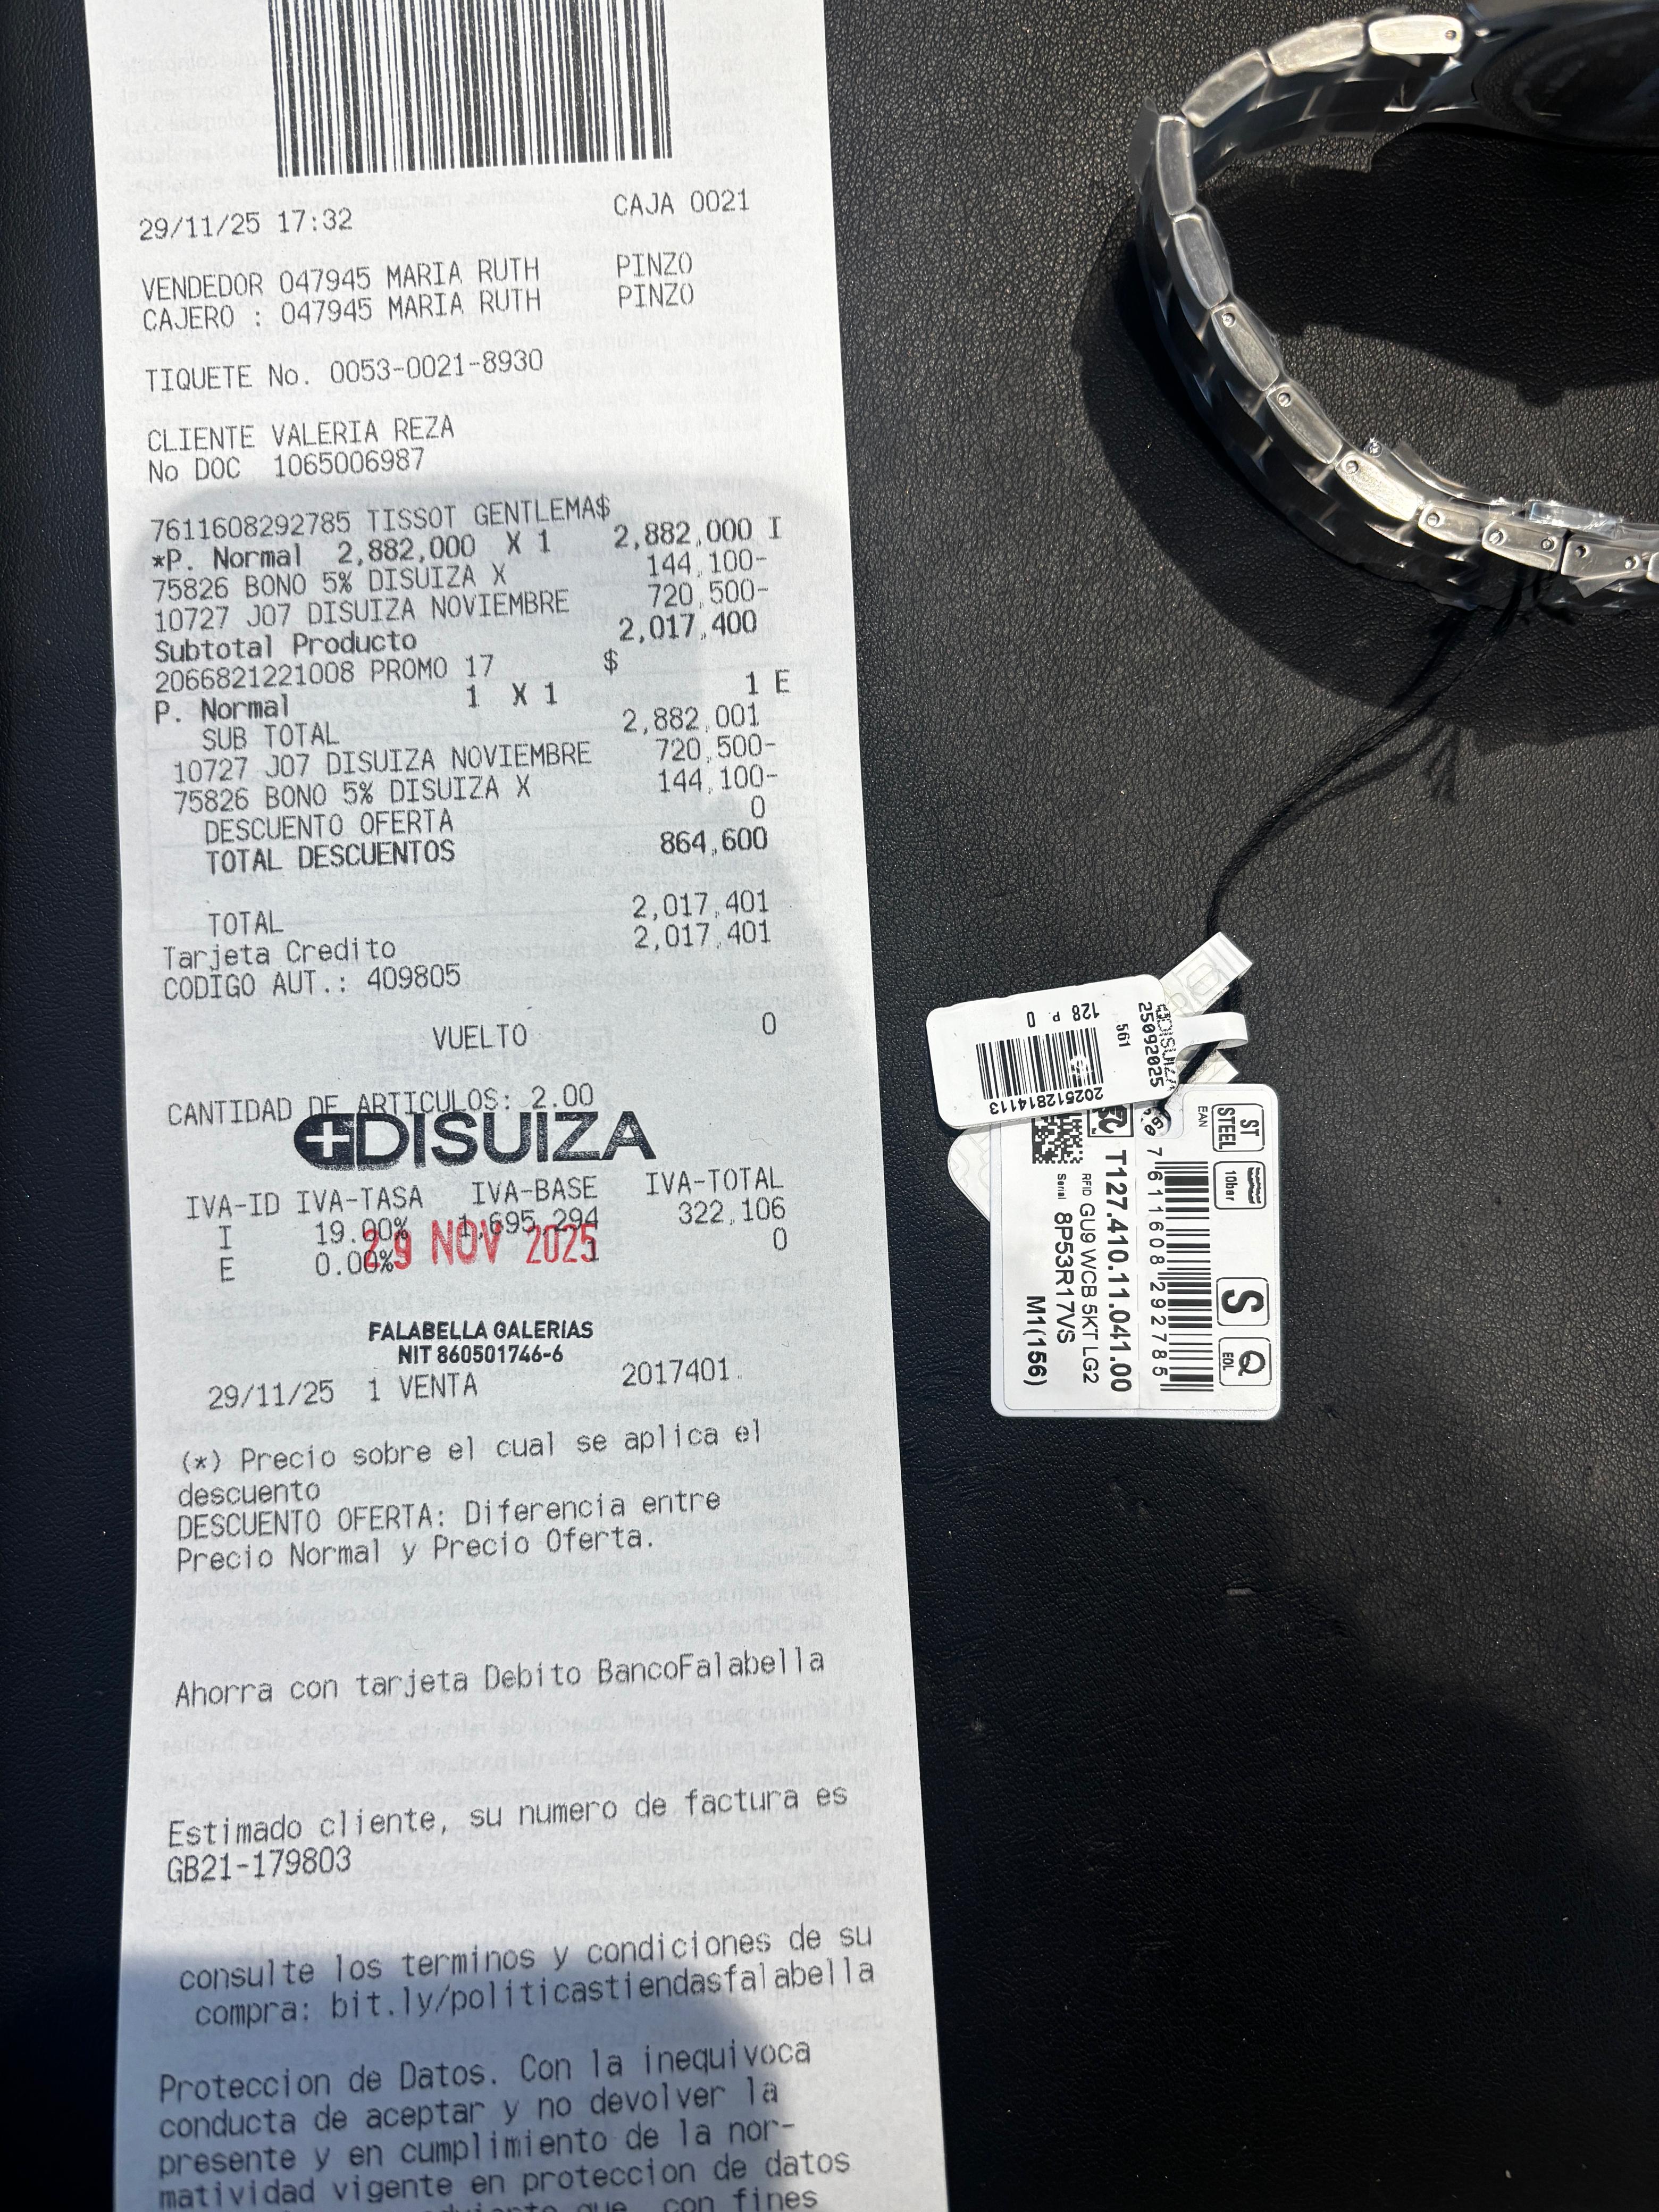 29/11/25 17:32 CAJA 0021
VENDEDOR 047945 MARIA RUTH PINZO
CAJERO : 047945 MARIA RUTH PINZO
TIQUETE No. 0053-0021-8930
CLIENTE VALERIA REZA
No DOC 1065006987
7611608292785 TISSOT GENTLEMA$
*P. Normal 2,882,000 X 1 2,882,000 I
75826 BONO 5% DISUIZA X 144,100-
10727 J07 DISUIZA NOVIEMBRE 720,500-
Subtotal Producto 2,017,400
2066821221008 PROMO 17 $
P. Normal 1 X 1 1 E
SUB TOTAL 2,882,001
10727 J07 DISUIZA NOVIEMBRE 720,500-
75826 BONO 5% DISUIZA X 144,100-
DESCUENTO OFERTA 0
TOTAL DESCUENTOS 864,600
TOTAL 2,017,401
Tarjeta Credito 2,017,401
CODIGO AUT.: 409805
VUELTO 0
CANTIDAD DE ARTICULOS: 2.00
DISUIZA
IVA-ID IVA-TASA IVA-BASE IVA-TOTAL
I 19.00% 1,695,294 322,106
E 0.00% 1 0
29 NOV 2025
FALABELLA GALERIAS
NIT 860501746-6
29/11/25 1 VENTA 2017401.
(*) Precio sobre el cual se aplica el
descuento
DESCUENTO OFERTA: Diferencia entre
Precio Normal y Precio Oferta.
Ahorra con tarjeta Debito BancoFalabella
Estimado cliente, su numero de factura es
GB21-179803
consulte los terminos y condiciones de su
compra: bit.ly/politicastiendasfalabella
Proteccion de Datos. Con la inequivoca
conducta de aceptar y no devolver la
presente y en cumplimiento de la nor-
matividad vigente en proteccion de datos
que, con fines
DISUIZA
25092025
561
128 P. 0
202512814113
ST
STEEL
10bar
S
Q
EOL
EAN
7611608292785
T127.410.11.041.00
RFID GU9 WCB 5KT LG2
Serial 8P53R17VS
M1(156)